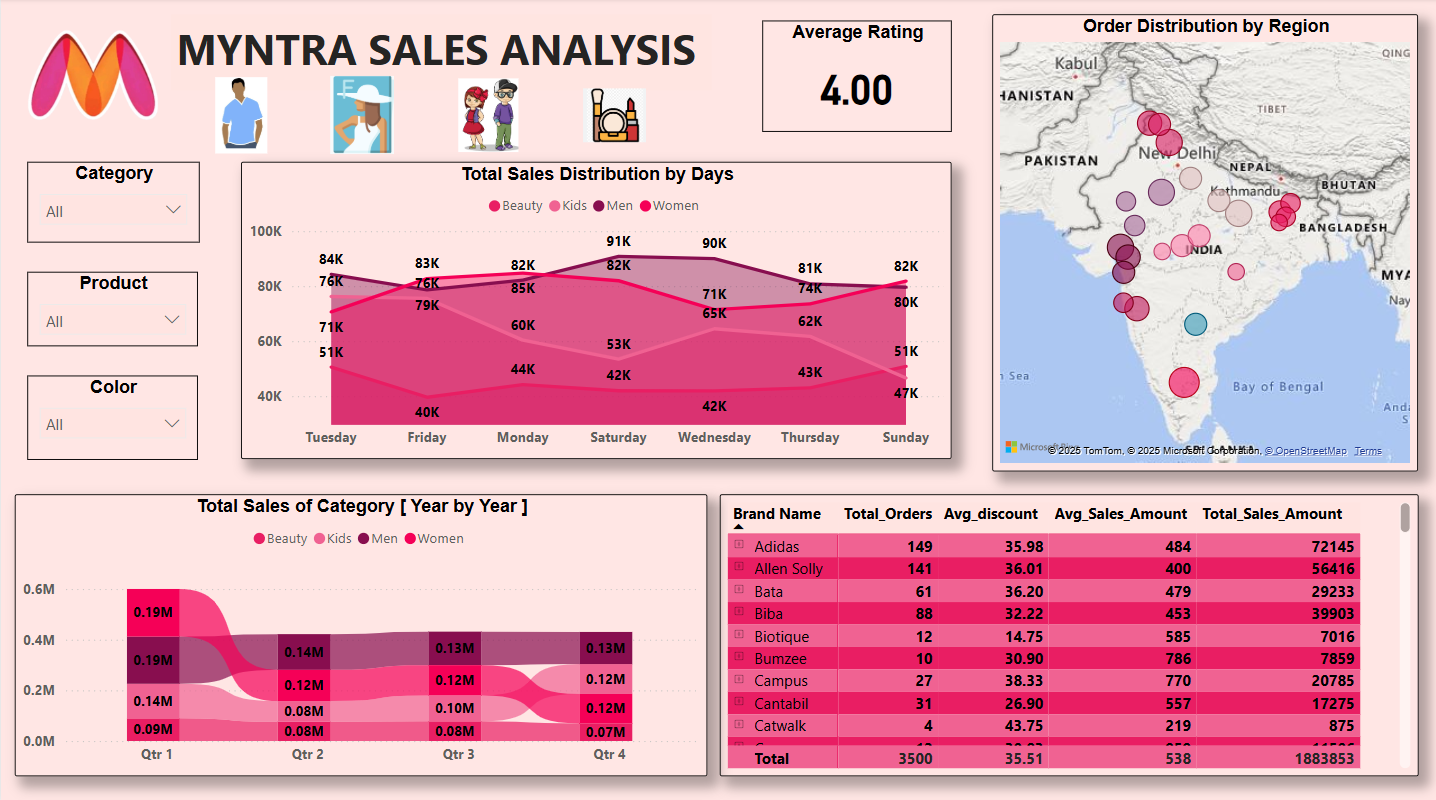 MYNTRA SALES ANALYSIS
F
Average Rating
4.00
Order Distribution by Region
Kabul
QING
HANISTAN
TIBET
PAKISTAN
New Delhi
NEPAL
Kathmandu
BHUTAN
BANGLADESH
INDIA
MYA
Nay
Sea
Bay of Bengal
Anda
S
Microsoft Bing
© 2025 TomTom, © 2025 Microsoft Corporation, © OpenStreetMap Terms
Category
All
Product
All
Color
All
Total Sales Distribution by Days
Beauty Kids Men Women
100K
80K
60K
40K
84K 76K 71K 51K
83K 76K 79K 40K
82K 85K 60K 44K
91K 82K 53K 42K
90K 71K 65K 42K
81K 74K 62K 43K
82K 80K 51K 47K
Tuesday Friday Monday Saturday Wednesday Thursday Sunday
Total Sales of Category [ Year by Year ]
Beauty Kids Men Women
0.6M
0.4M
0.2M
0.0M
0.19M 0.19M 0.14M 0.09M
0.14M 0.12M 0.08M 0.08M
0.13M 0.12M 0.10M 0.08M
0.13M 0.12M 0.12M 0.07M
Qtr 1 Qtr 2 Qtr 3 Qtr 4
Brand Name Total_Orders Avg_discount Avg_Sales_Amount Total_Sales_Amount
Adidas 149 35.98 484 72145
Allen Solly 141 36.01 400 56416
Bata 61 36.20 479 29233
Biba 88 32.22 453 39903
Biotique 12 14.75 585 7016
Bumzee 10 30.90 786 7859
Campus 27 38.33 770 20785
Cantabil 31 26.90 557 17275
Catwalk 4 43.75 219 875
Total 3500 35.51 538 1883853